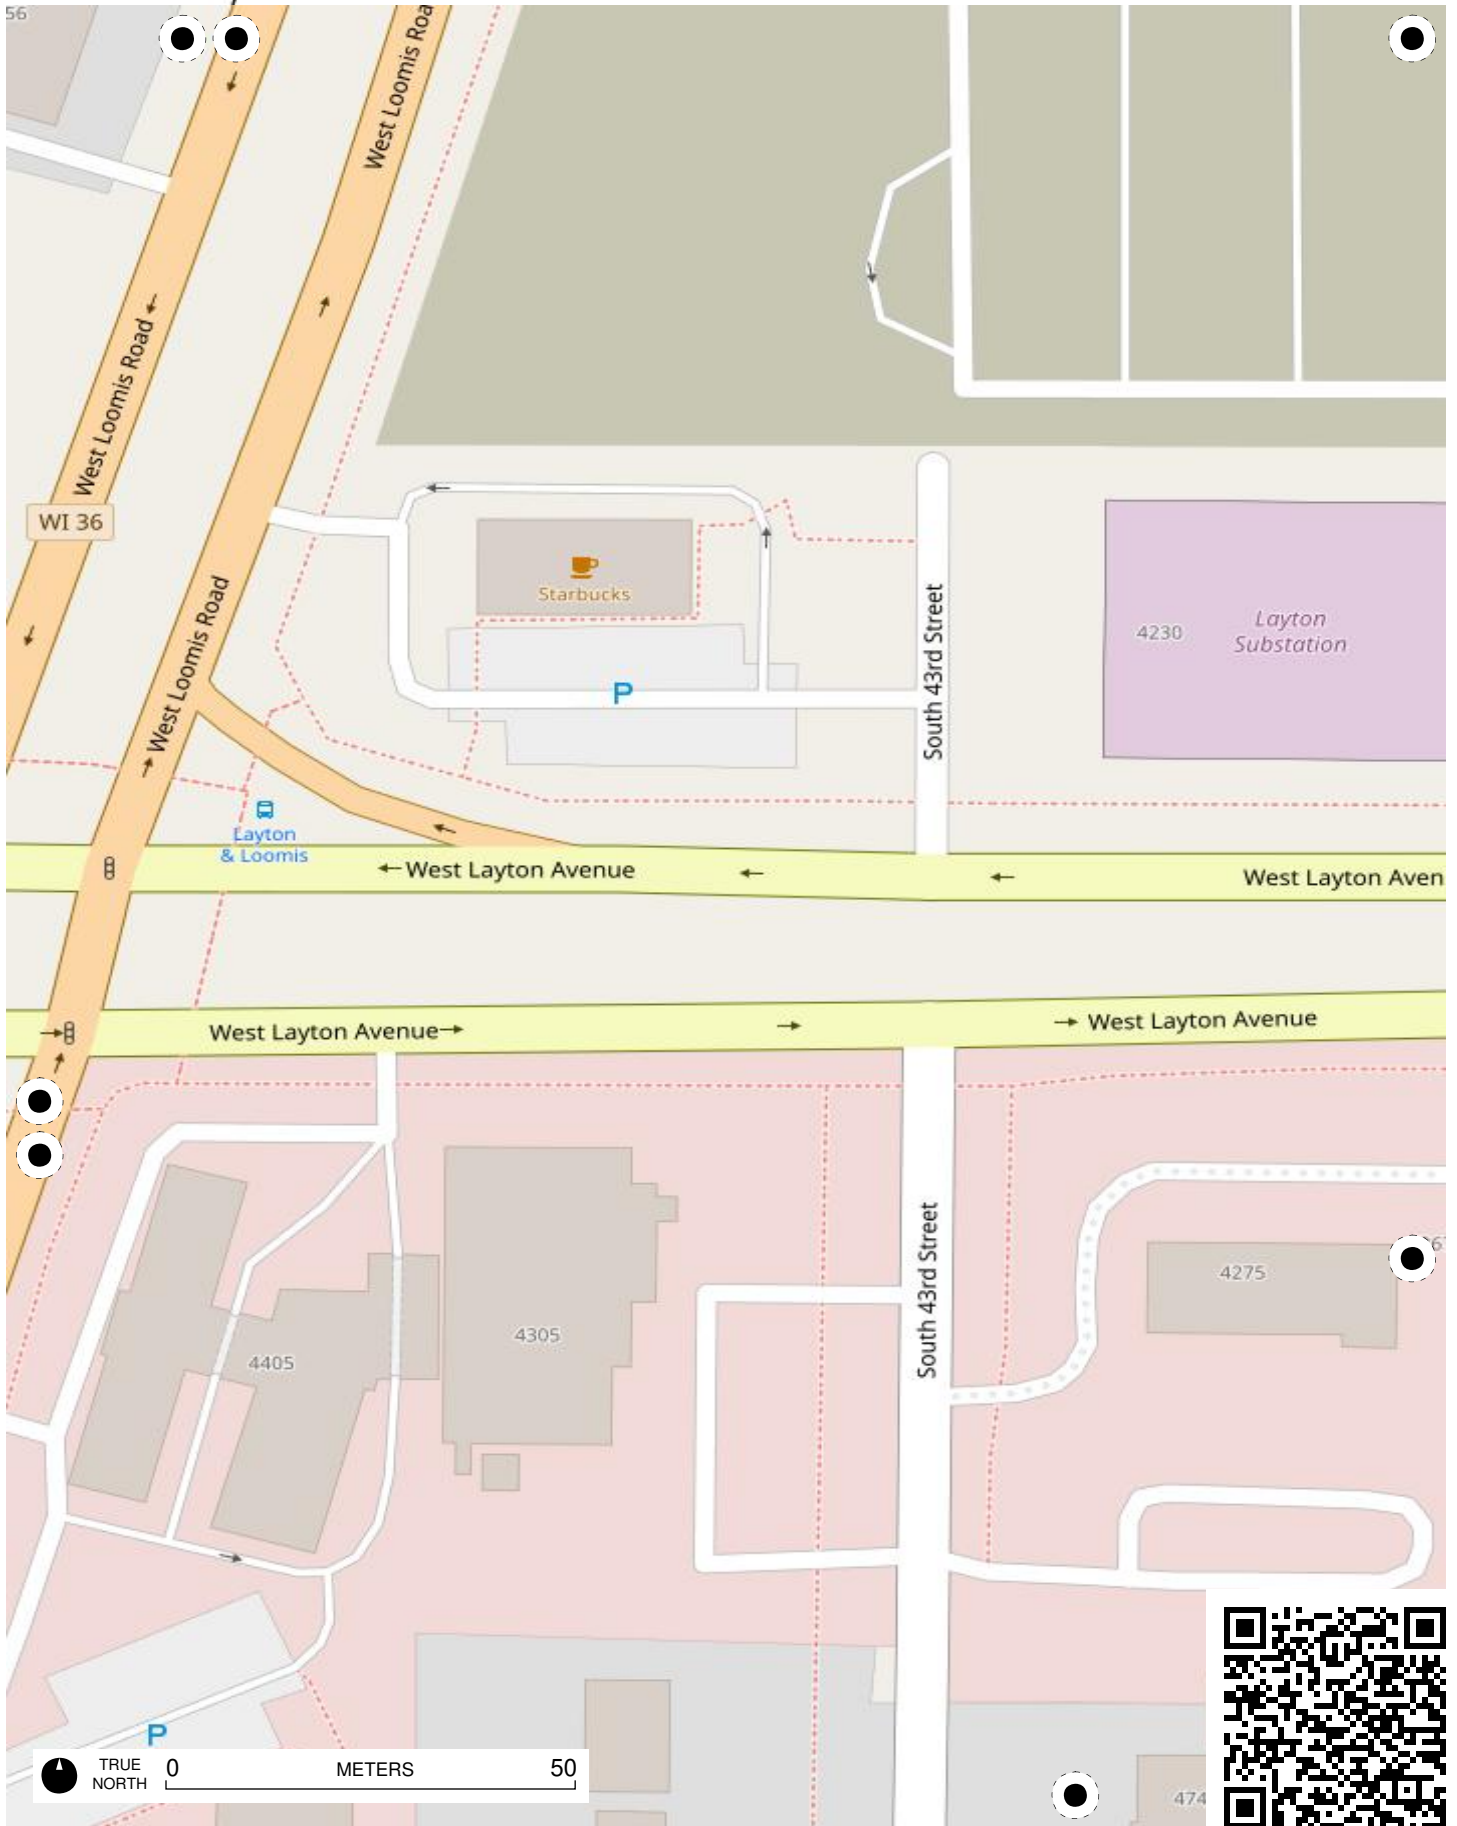 56
West Loomis Roa
West Loomis Road
WI 36
West Loomis Road
Starbucks
P
South 43rd Street
4230
Layton
Substation
Layton
& Loomis
West Layton Avenue
West Layton Aven
West Layton Avenue
West Layton Avenue
South 43rd Street
4275
4305
4405
P
474
TRUE
NORTH
0
METERS
50